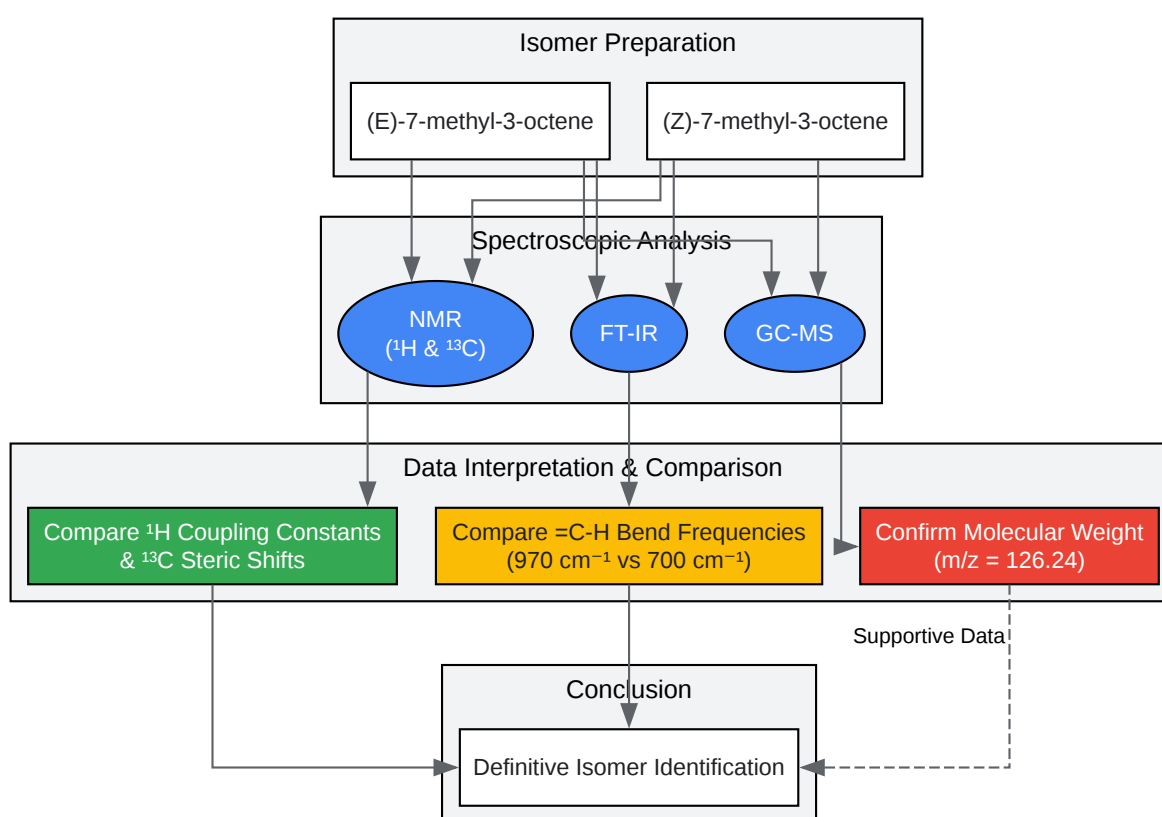 Isomer Preparation
(E)-7-methyl-3-octene
(Z)-7-methyl-3-octene
Spectroscopic Analysis
NMR
(¹H & ¹³C)
FT-IR
GC-MS
Data Interpretation & Comparison
Compare ¹H Coupling Constants
& ¹³C Steric Shifts
Compare =C-H Bend Frequencies
(970 cm⁻¹ vs 700 cm⁻¹)
Confirm Molecular Weight
(m/z = 126.24)
Supportive Data
Conclusion
Definitive Isomer Identification